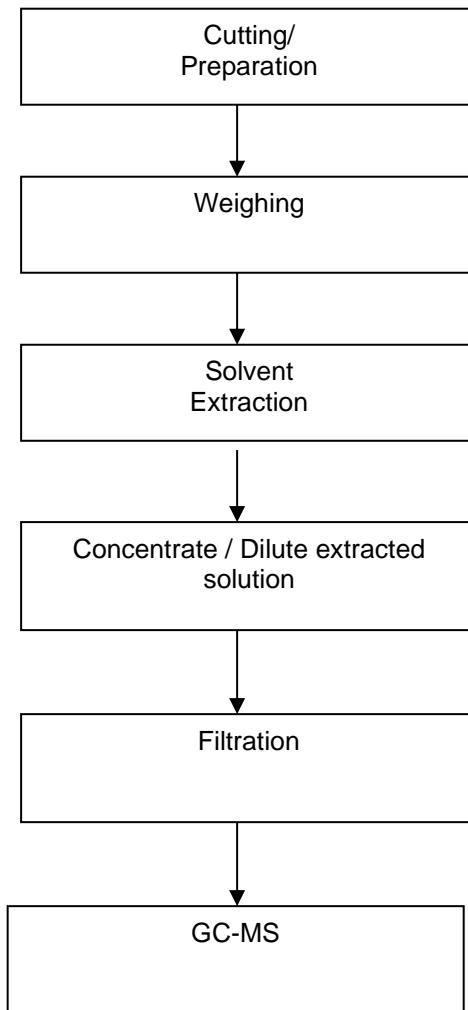 Cutting/
Preparation
Weighing
Solvent
Extraction
Concentrate / Dilute extracted
solution
Filtration
GC-MS